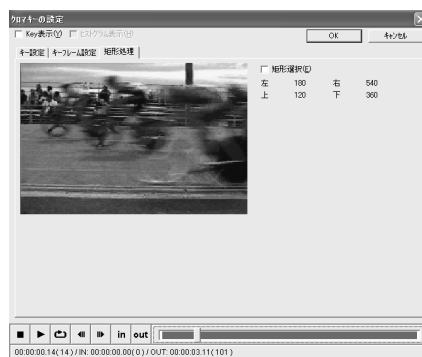 クロマキーの設定
Key表示(Y) ヒストグラム表示(H)
OK キャンセル
キー設定 キーフレーム設定 矩形処理
矩形選択(E)
左 180 右 540
上 120 下 360
in out
00:00:00.14( 14 ) / IN: 00:00:00.00( 0 ) / OUT: 00:00:03.11( 101 )